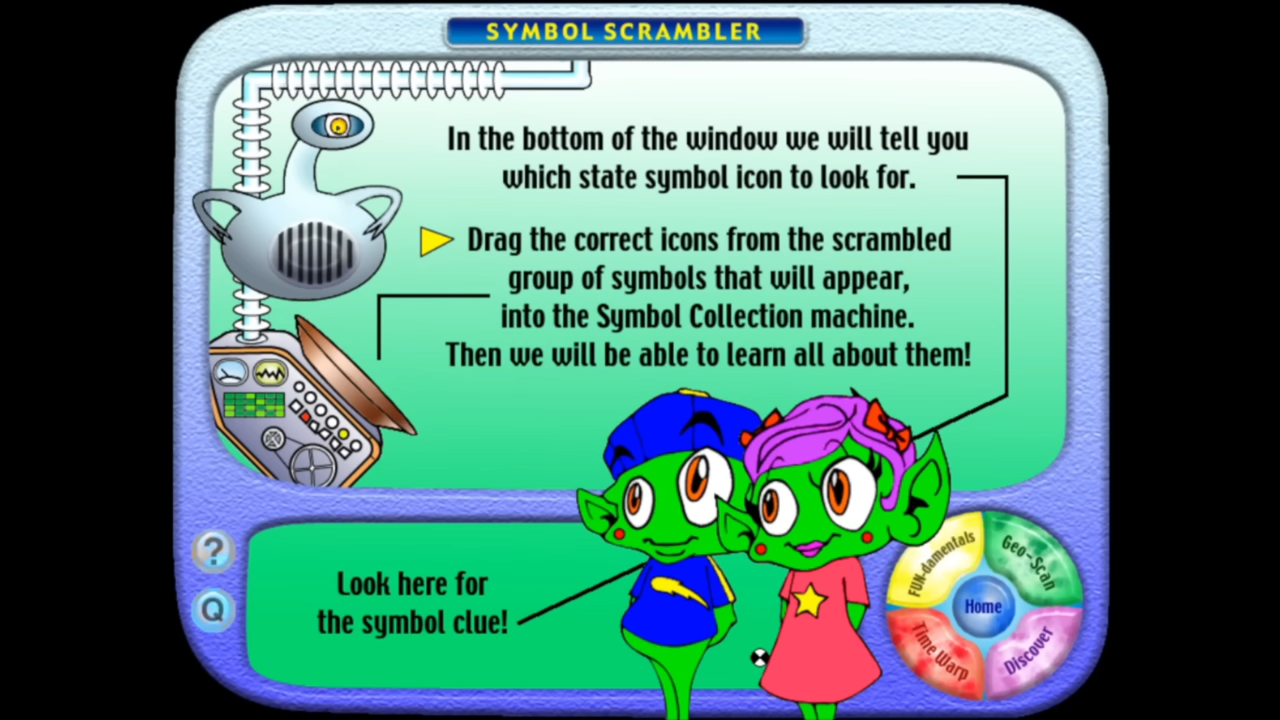 SYMBOL SCRAMBLER
In the bottom of the window we will tell you
which state symbol icon to look for.
Drag the correct icons from the scrambled
group of symbols that will appear,
into the Symbol Collection machine.
Then we will be able to learn all about them!
Look here for
the symbol clue!
?
Q
FUN-damentals
Geo-Scan
Home
Time Warp
Discover